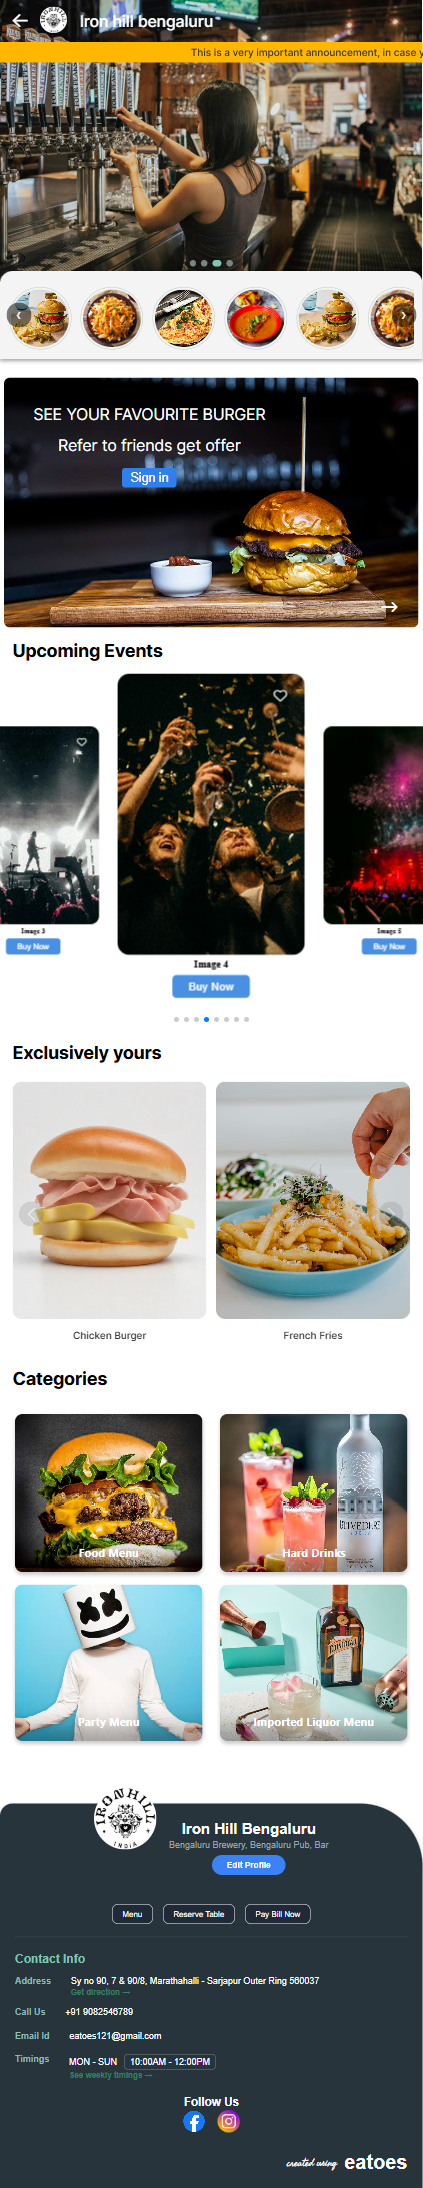 Iron hill bengaluru
This is a very important announcement, in case y
SEE YOUR FAVOURITE BURGER
Refer to friends get offer
Sign in
Upcoming Events
Image 3
Buy Now
Image 4
Buy Now
Image 5
Buy Now
Exclusively yours
Chicken Burger
French Fries
Categories
Food Menu
Hard Drinks
BELVEDERE
Party Menu
Imported Liquor Menu
IRONHILL
INDIA
Iron Hill Bengaluru
Bengaluru Brewery, Bengaluru Pub, Bar
Edit Profile
Menu
Reserve Table
Pay Bill Now
Contact Info
Address Sy no 90, 7 & 90/8, Marathahalli - Sarjapur Outer Ring 560037
Get direction →
Call Us +91 9082546789
Email Id eatoes121@gmail.com
Timings MON - SUN 10:00AM - 12:00PM
See weekly timings →
Follow Us
created using eatoes